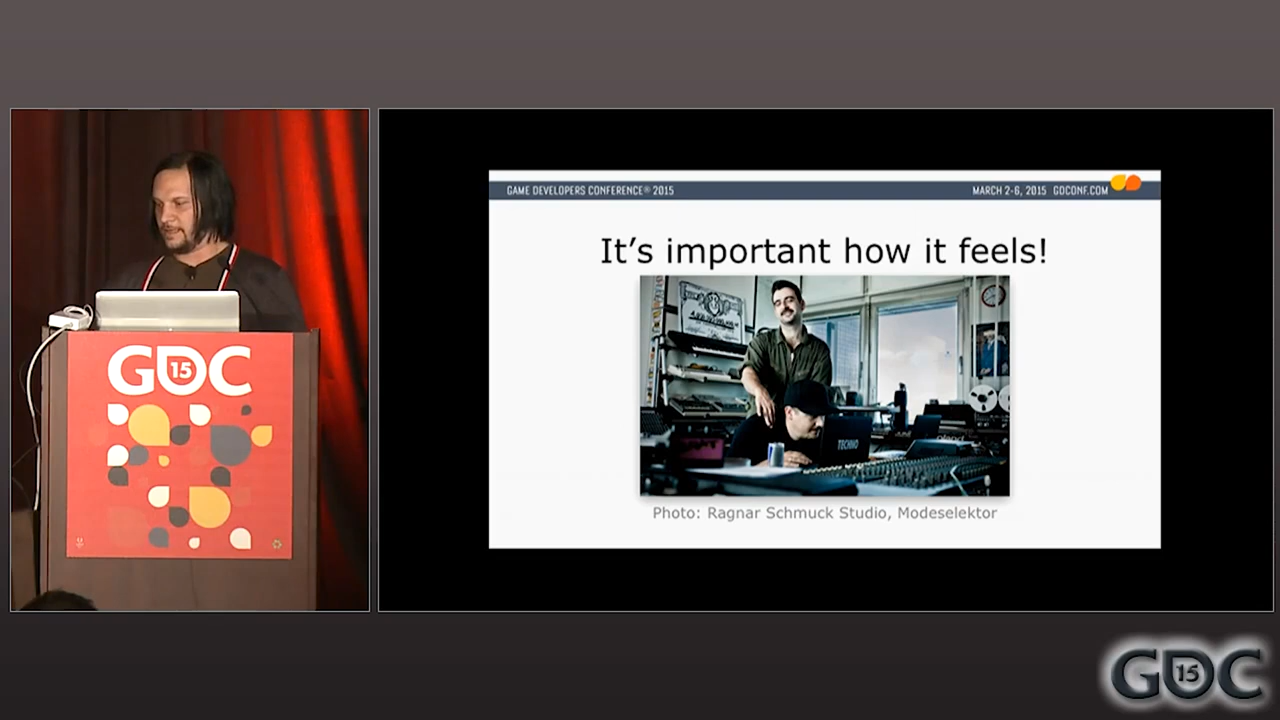 GAME DEVELOPERS CONFERENCE® 2015
MARCH 2-6, 2015 GDCONF.COM
It's important how it feels!
TECHNO
Photo: Ragnar Schmuck Studio, Modeselektor
GDC
15
GDC
15